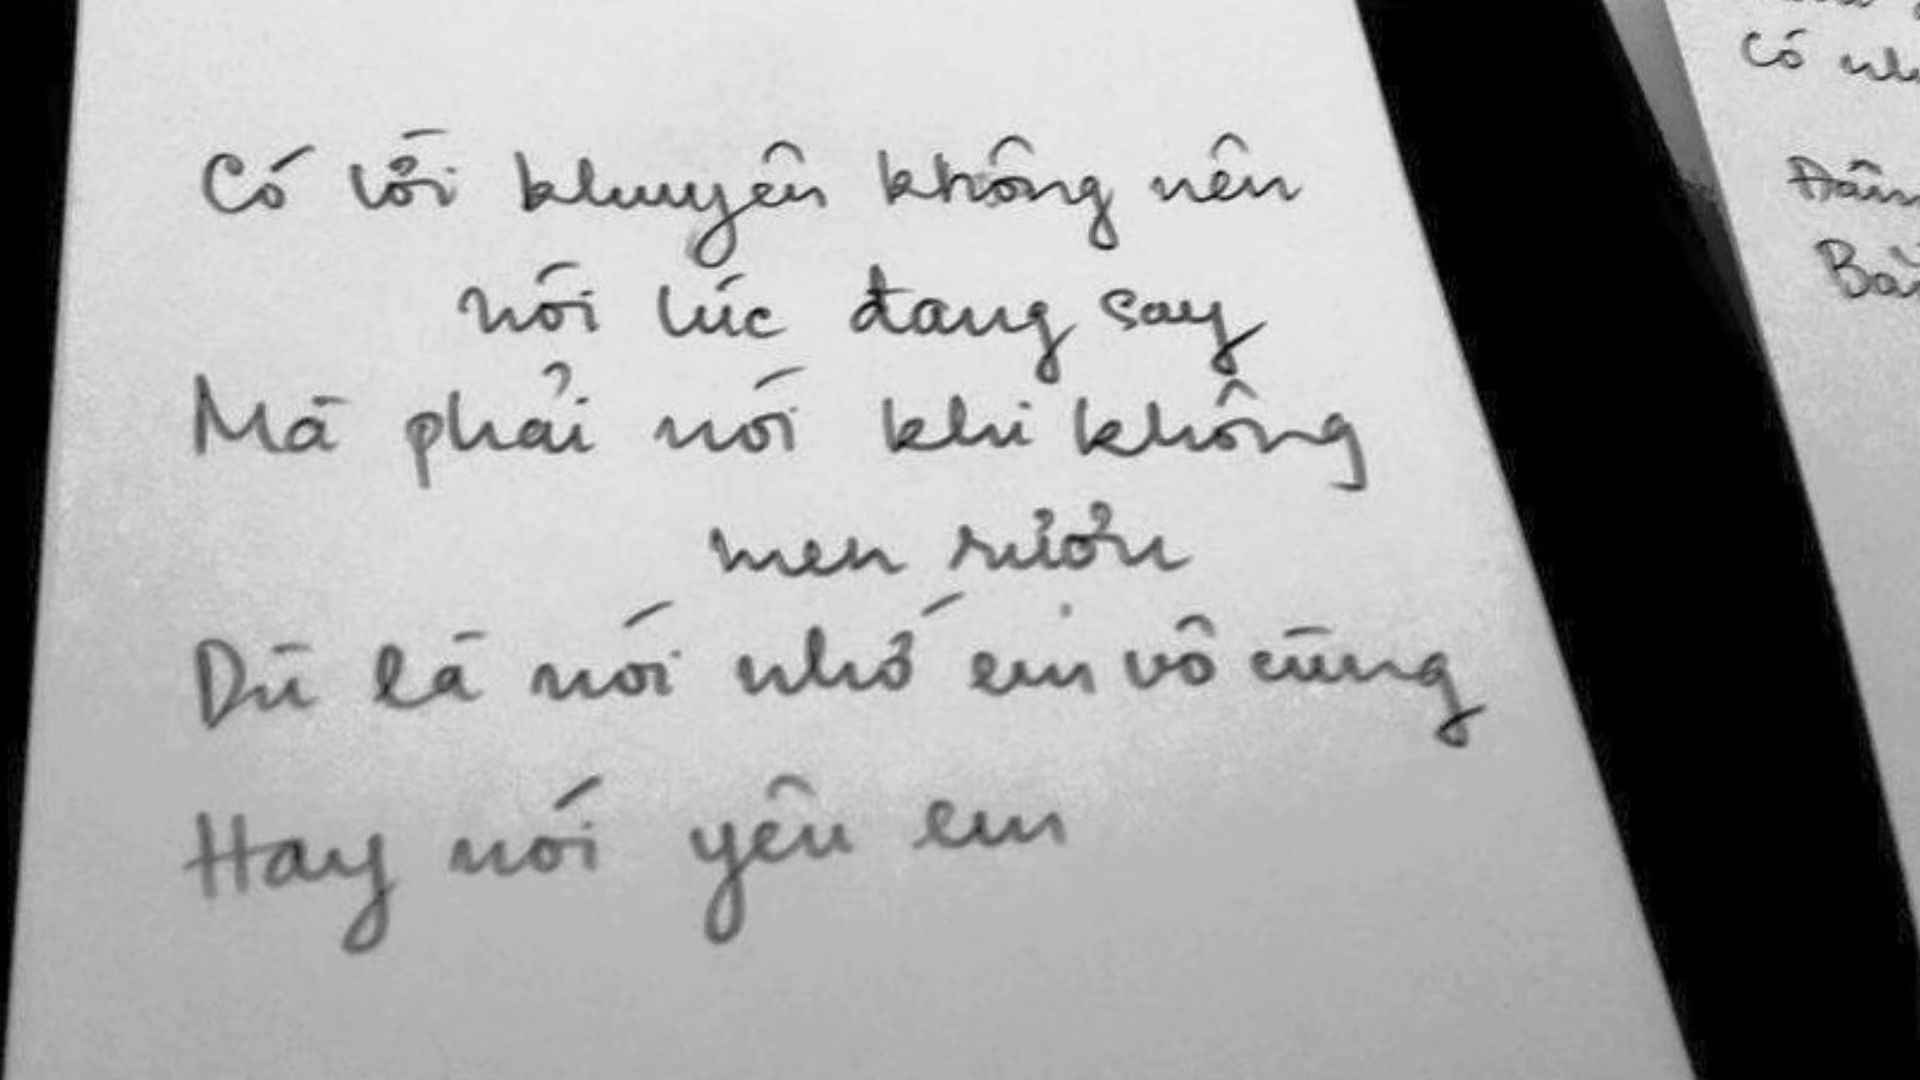 Có lời khuyên không nên
nói lúc đang say
Mà phải nói khi không
men rượu
Dù là nói nhớ em vô cùng
Hay nói yêu em
Có